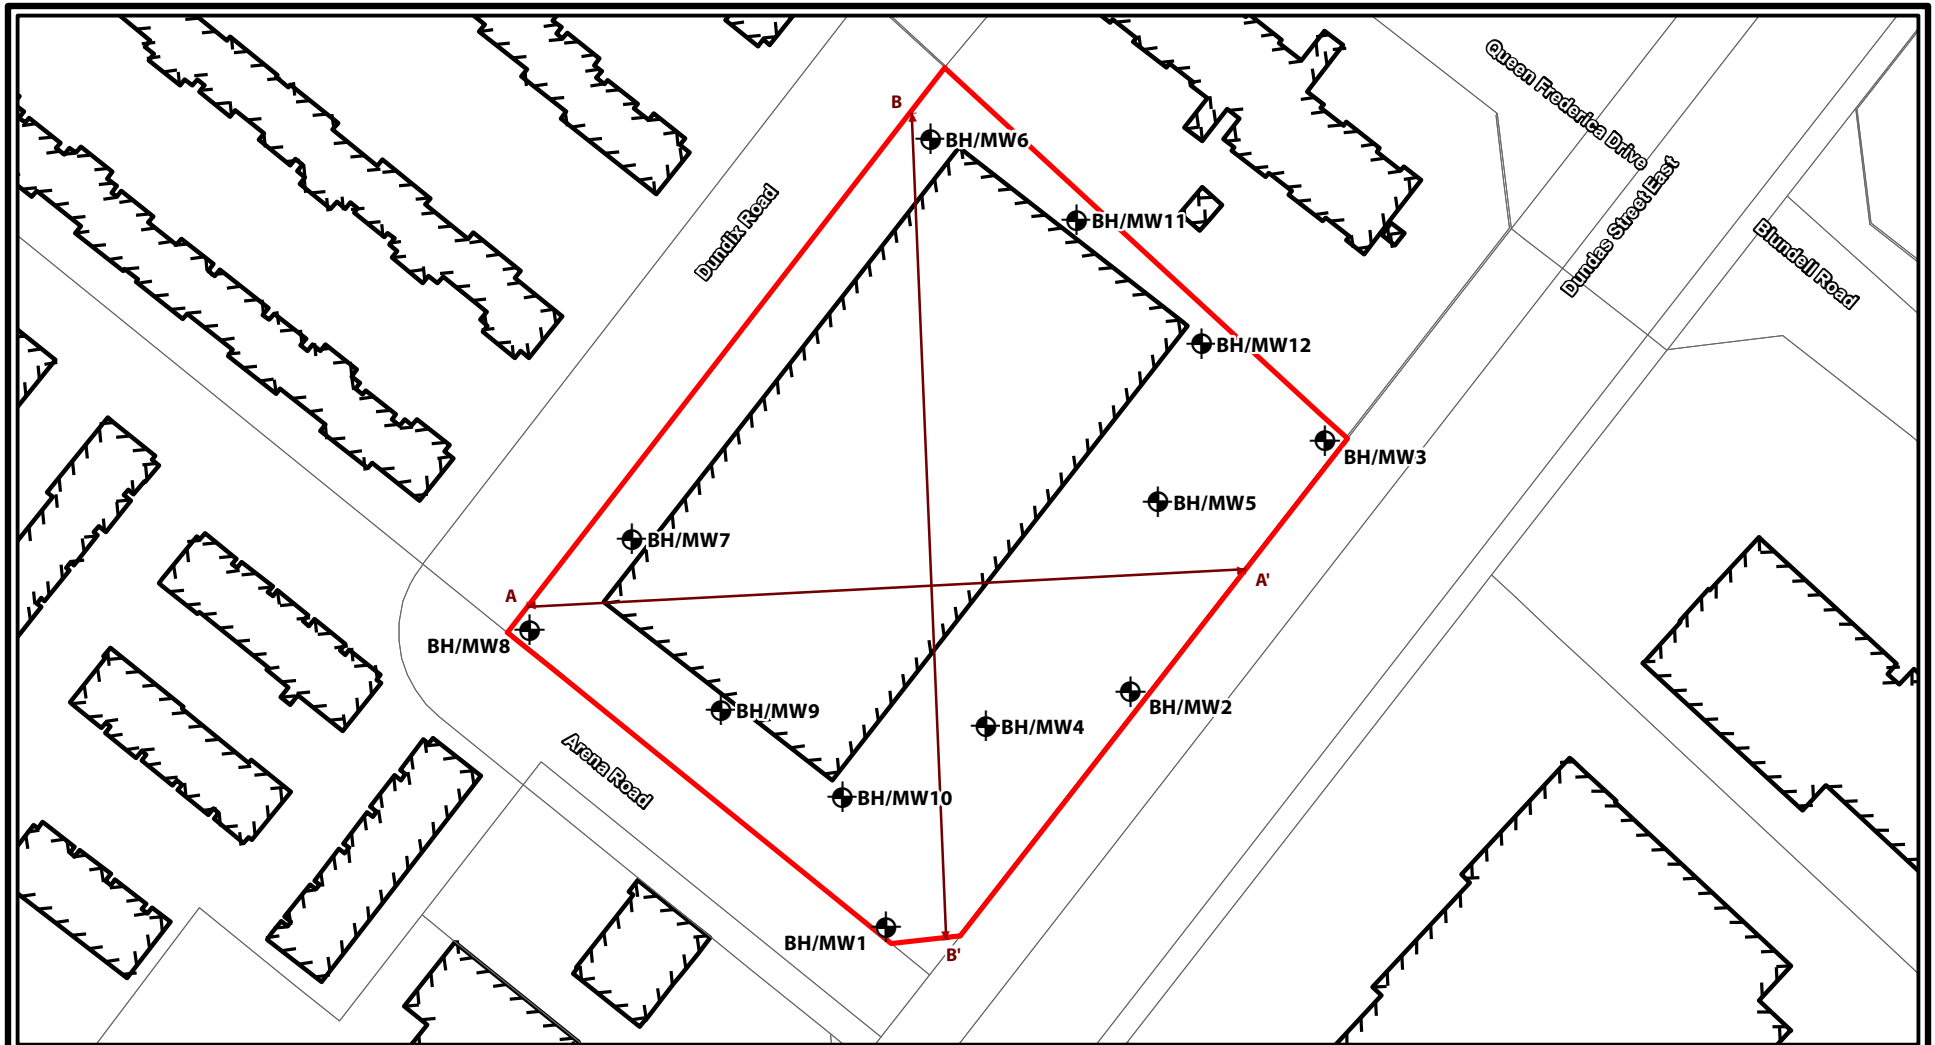 Queen Frederica Drive
B
BH/MW6
Dundas Street East
Dundix Road
BH/MW11
Blundell Road
BH/MW12
BH/MW3
BH/MW5
BH/MW7
A'
A
BH/MW8
BH/MW2
BH/MW9
BH/MW4
Arena Road
BH/MW10
BH/MW1
B'